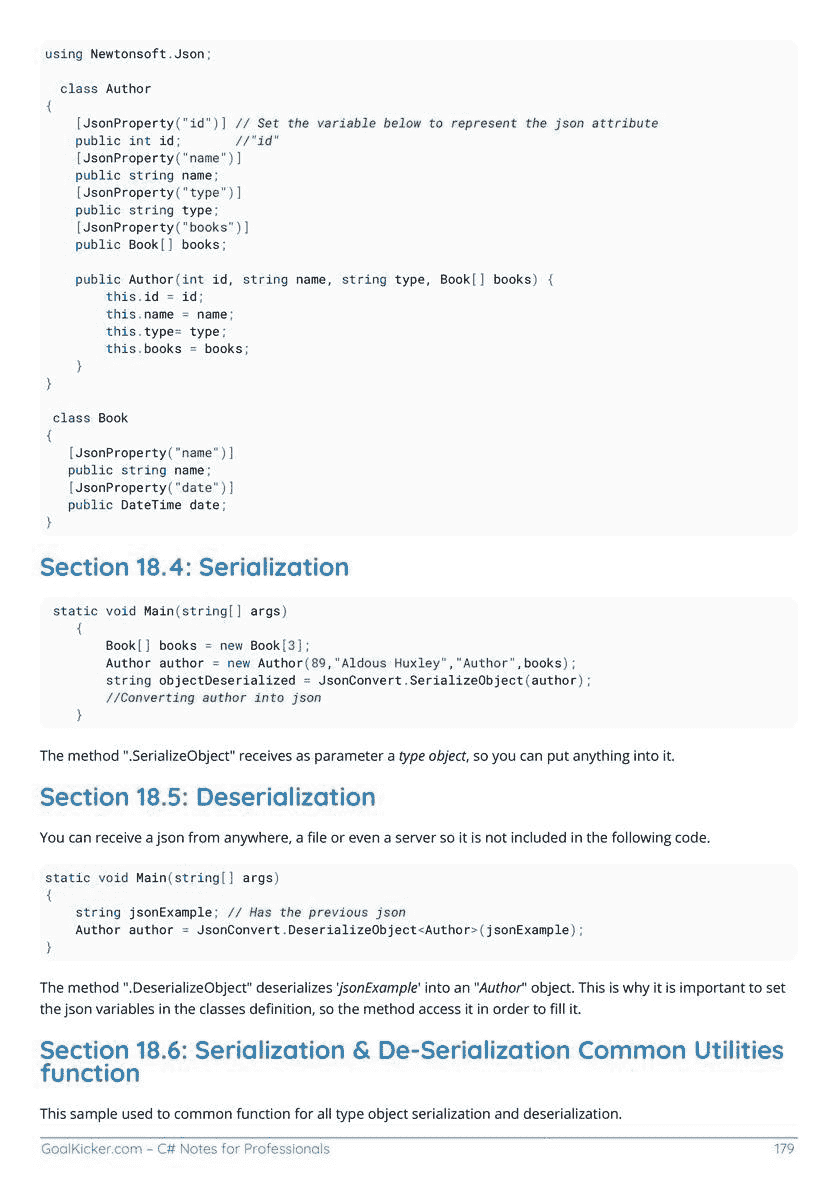 using Newtonsoft.Json;
class Author
{
[JsonProperty("id")] // Set the variable below to represent the json attribute
public int id;       //"id"
[JsonProperty("name")]
public string name;
[JsonProperty("type")]
public string type;
[JsonProperty("books")]
public Book[] books;
public Author(int id, string name, string type, Book[] books) {
this.id = id;
this.name = name;
this.type= type;
this.books = books;
}
}
class Book
{
[JsonProperty("name")]
public string name;
[JsonProperty("date")]
public DateTime date;
}
Section 18.4: Serialization
static void Main(string[] args)
{
Book[] books = new Book[3];
Author author = new Author(89,"Aldous Huxley","Author",books);
string objectDeserialized = JsonConvert.SerializeObject(author);
//Converting author into json
}
The method ".SerializeObject" receives as parameter a type object, so you can put anything into it.
Section 18.5: Deserialization
You can receive a json from anywhere, a file or even a server so it is not included in the following code.
static void Main(string[] args)
{
string jsonExample; // Has the previous json
Author author = JsonConvert.DeserializeObject<Author>(jsonExample);
}
The method ".DeserializeObject" deserializes 'jsonExample' into an "Author" object. This is why it is important to set
the json variables in the classes definition, so the method access it in order to fill it.
Section 18.6: Serialization & De-Serialization Common Utilities
function
This sample used to common function for all type object serialization and deserialization.
GoalKicker.com – C# Notes for Professionals 179